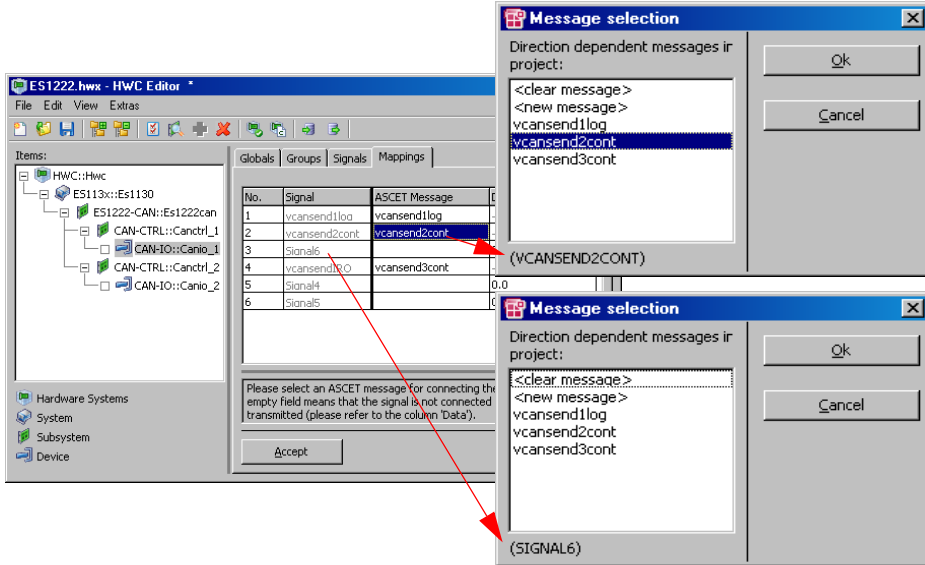 ES1222.hwx - HWC Editor *
File Edit View Extras
Items:
HWC::Hwc
ES113x::Es1130
ES1222-CAN::Es1222can
CAN-CTRL::Canctrl_1
CAN-IO::Canio_1
CAN-CTRL::Canctrl_2
CAN-IO::Canio_2
Hardware Systems
System
Subsystem
Device
Globals Groups Signals Mappings
No. Signal ASCET Message
1 vcansend1log vcansend1log
2 vcansend2cont vcansend2cont
3 Signal6
4 vcansend1RO vcansend3cont
5 Signal4 0.0
6 Signal5
Please select an ASCET message for connecting the
empty field means that the signal is not connected
transmitted (please refer to the column 'Data').
Accept
Message selection
Direction dependent messages in
project:
<clear message>
<new message>
vcansend1log
vcansend2cont
vcansend3cont
(VCANSEND2CONT)
Ok
Cancel
Message selection
Direction dependent messages in
project:
<clear message>
<new message>
vcansend1log
vcansend2cont
vcansend3cont
(SIGNAL6)
Ok
Cancel